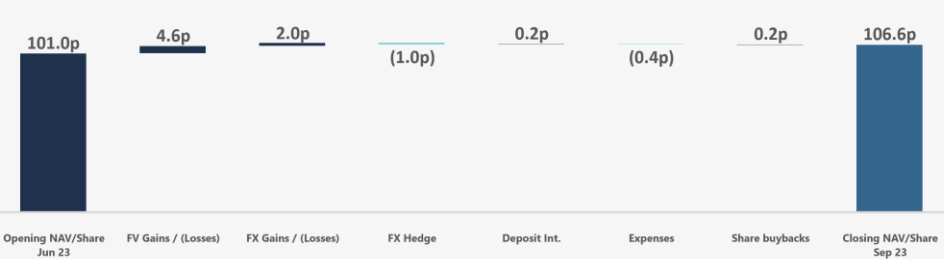 101.0p
4.6p
2.0p
(1.0p)
0.2p
(0.4p)
0.2p
106.6p
Opening NAV/Share
Jun 23
FV Gains / (Losses)
FX Gains / (Losses)
FX Hedge
Deposit Int.
Expenses
Share buybacks
Closing NAV/Share
Sep 23